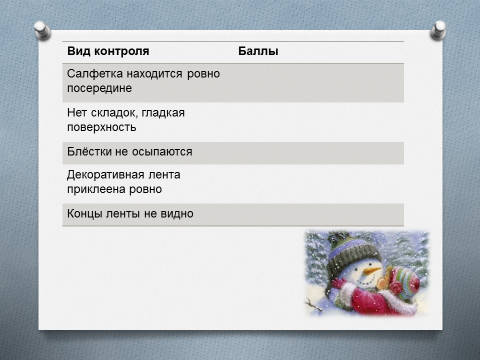 Вид контроля Баллы
Салфетка находится ровно
посередине
Нет складок, гладкая
поверхность
Блёстки не осыпаются
Декоративная лента
приклеена ровно
Концы ленты не видно